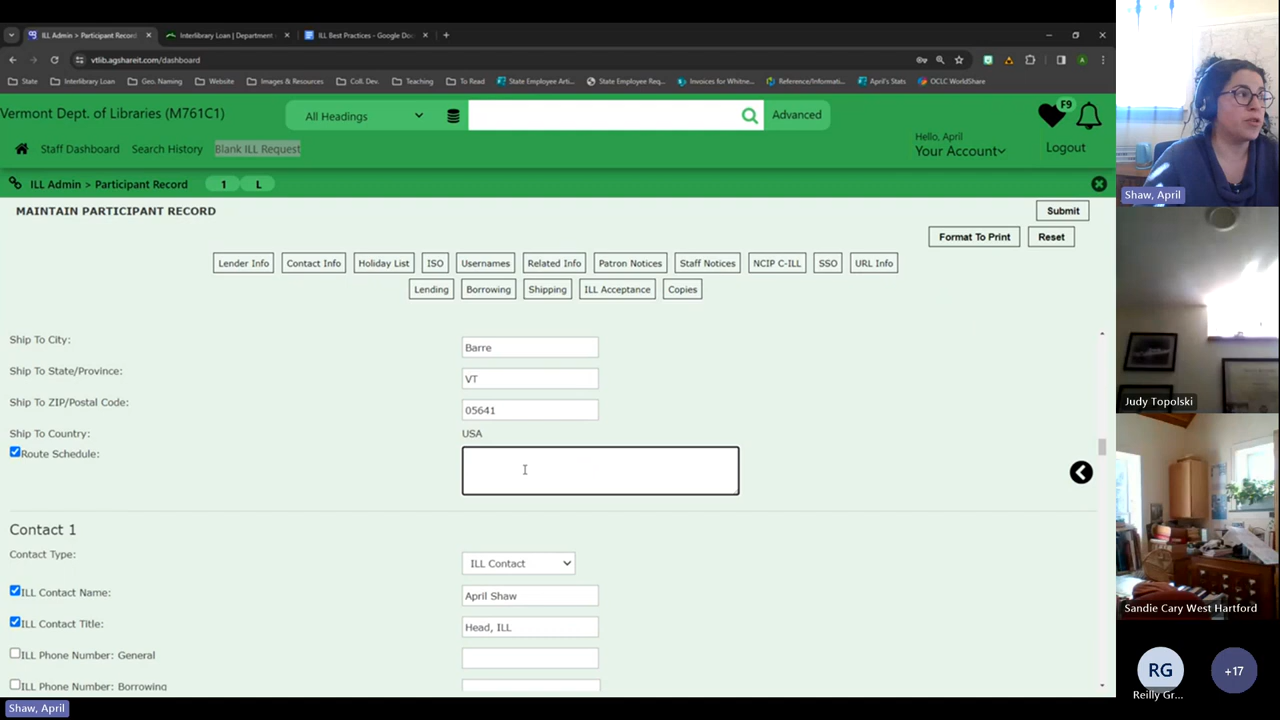 ILL Admin > Participant Record
Interlibrary Loan | Department
ILL Best Practices - Google Doc
vtlib.agshareit.com/dashboard
State
Interlibrary Loan
Geo. Naming
Website
Images & Resources
Coll. Dev.
Teaching
To Read
State Employee Arti...
State Employee Req...
Invoices for Whitne...
Reference/Informati...
April's Stats
OCLC WorldShare
Vermont Dept. of Libraries (M761C1)
All Headings
Advanced
F9
Hello, April
Your Account
Logout
Staff Dashboard
Search History
Blank ILL Request
ILL Admin > Participant Record
1
L
MAINTAIN PARTICIPANT RECORD
Submit
Format To Print
Reset
Lender Info
Contact Info
Holiday List
ISO
Usernames
Related Info
Patron Notices
Staff Notices
NCIP C-ILL
SSO
URL Info
Lending
Borrowing
Shipping
ILL Acceptance
Copies
Ship To City:
Barre
Ship To State/Province:
VT
Ship To ZIP/Postal Code:
05641
Ship To Country:
USA
Route Schedule:
Contact 1
Contact Type:
ILL Contact
ILL Contact Name:
April Shaw
ILL Contact Title:
Head, ILL
ILL Phone Number: General
ILL Phone Number: Borrowing
Shaw, April
Shaw, April
Judy Topolski
Sandie Cary West Hartford
RG
Reilly Gr...
+17